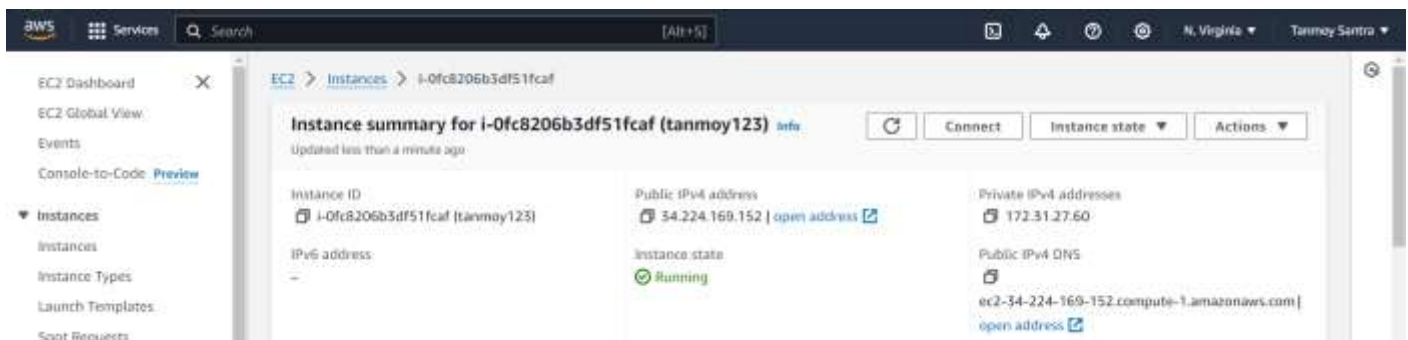 aws Services Search [Alt+S] N. Virginia Tanmoy Santra
EC2 Dashboard
EC2 Global View
Events
Console-to-Code Preview
Instances
Instances
Instance Types
Launch Templates
Spot Requests
EC2 > Instances > i-0fc8206b3df51fcaf
Instance summary for i-0fc8206b3df51fcaf (tanmoy123) Info
Connect Instance state Actions
Updated less than a minute ago
Instance ID
i-0fc8206b3df51fcaf (tanmoy123)
Public IPv4 address
34.224.169.152 | open address
Private IPv4 addresses
172.31.27.60
IPv6 address
–
Instance state
Running
Public IPv4 DNS
ec2-34-224-169-152.compute-1.amazonaws.com |
open address